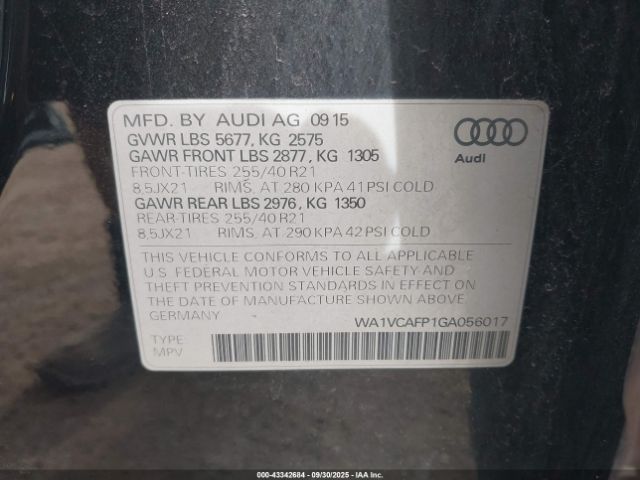 MFD. BY AUDI AG 09 15
GVWR LBS 5677, KG 2575
GAWR FRONT LBS 2877, KG 1305
FRONT-TIRES 255/40 R21
8,5JX21 RIMS, AT 280 KPA 41 PSI COLD
GAWR REAR LBS 2976, KG 1350
REAR-TIRES 255/40 R21
8,5JX21 RIMS, AT 290 KPA 42 PSI COLD
Audi
THIS VEHICLE CONFORMS TO ALL APPLICABLE
U.S. FEDERAL MOTOR VEHICLE SAFETY AND
THEFT PREVENTION STANDARDS IN EFFECT ON
THE DATE OF MANUFACTURE SHOWN ABOVE.
GERMANY
WA1VCAFP1GA056017
TYPE:
MPV
000-43342684 - 09/30/2025 - IAA Inc.